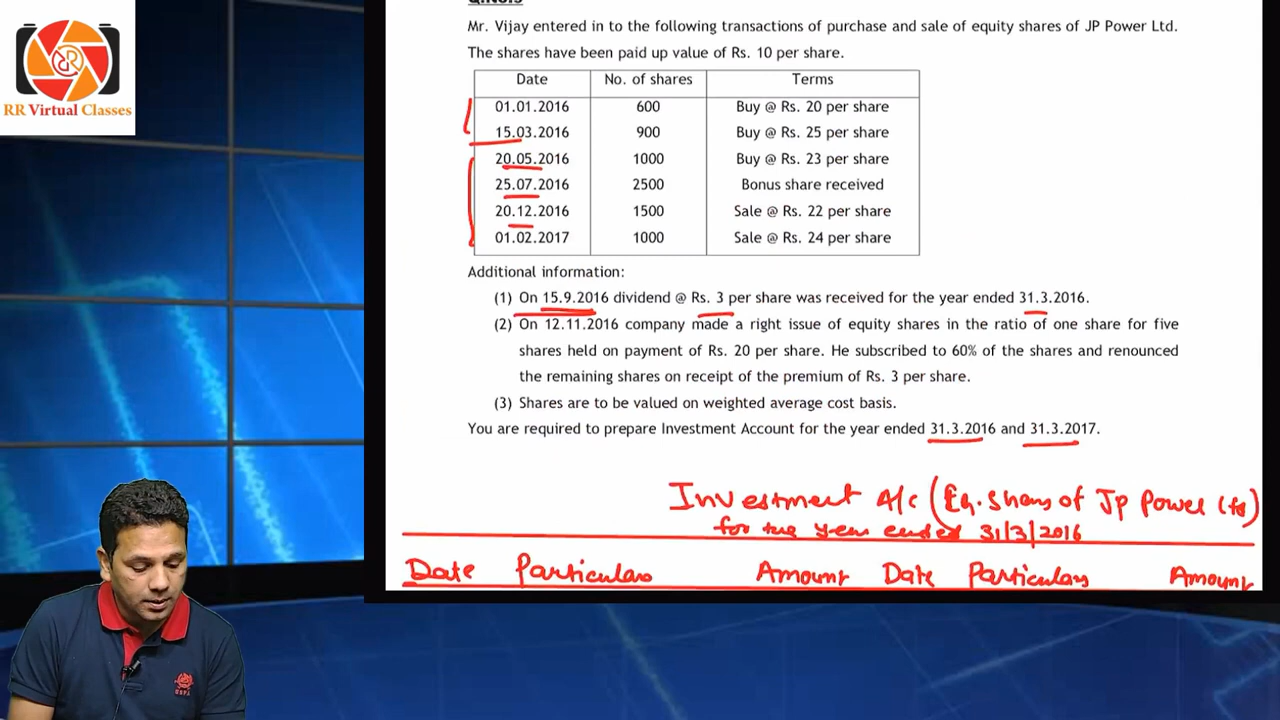 RR Virtual Classes
Mr. Vijay entered in to the following transactions of purchase and sale of equity shares of JP Power Ltd.
The shares have been paid up value of Rs. 10 per share.
Date No. of shares Terms
01.01.2016 600 Buy @ Rs. 20 per share
15.03.2016 900 Buy @ Rs. 25 per share
20.05.2016 1000 Buy @ Rs. 23 per share
25.07.2016 2500 Bonus share received
20.12.2016 1500 Sale @ Rs. 22 per share
01.02.2017 1000 Sale @ Rs. 24 per share
Additional information:
(1) On 15.9.2016 dividend @ Rs. 3 per share was received for the year ended 31.3.2016.
(2) On 12.11.2016 company made a right issue of equity shares in the ratio of one share for five
shares held on payment of Rs. 20 per share. He subscribed to 60% of the shares and renounced
the remaining shares on receipt of the premium of Rs. 3 per share.
(3) Shares are to be valued on weighted average cost basis.
You are required to prepare Investment Account for the year ended 31.3.2016 and 31.3.2017.
Investment A/c (Eq. Shares of Jp Power Ltd)
for the year ended 31/3/2016
Date Particulars Amount Date Particulars Amount